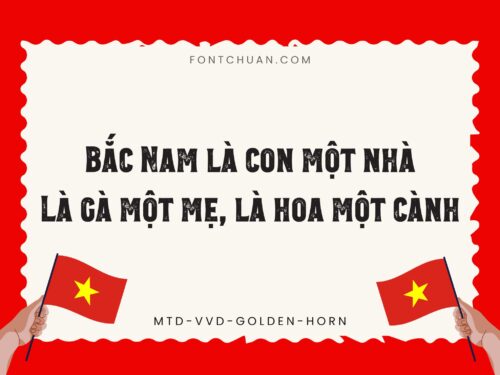 FONTCHUAN.COM
Bắc Nam là con một nhà
Là gà một mẹ, là hoa một cành
MTD-VVD-GOLDEN-HORN